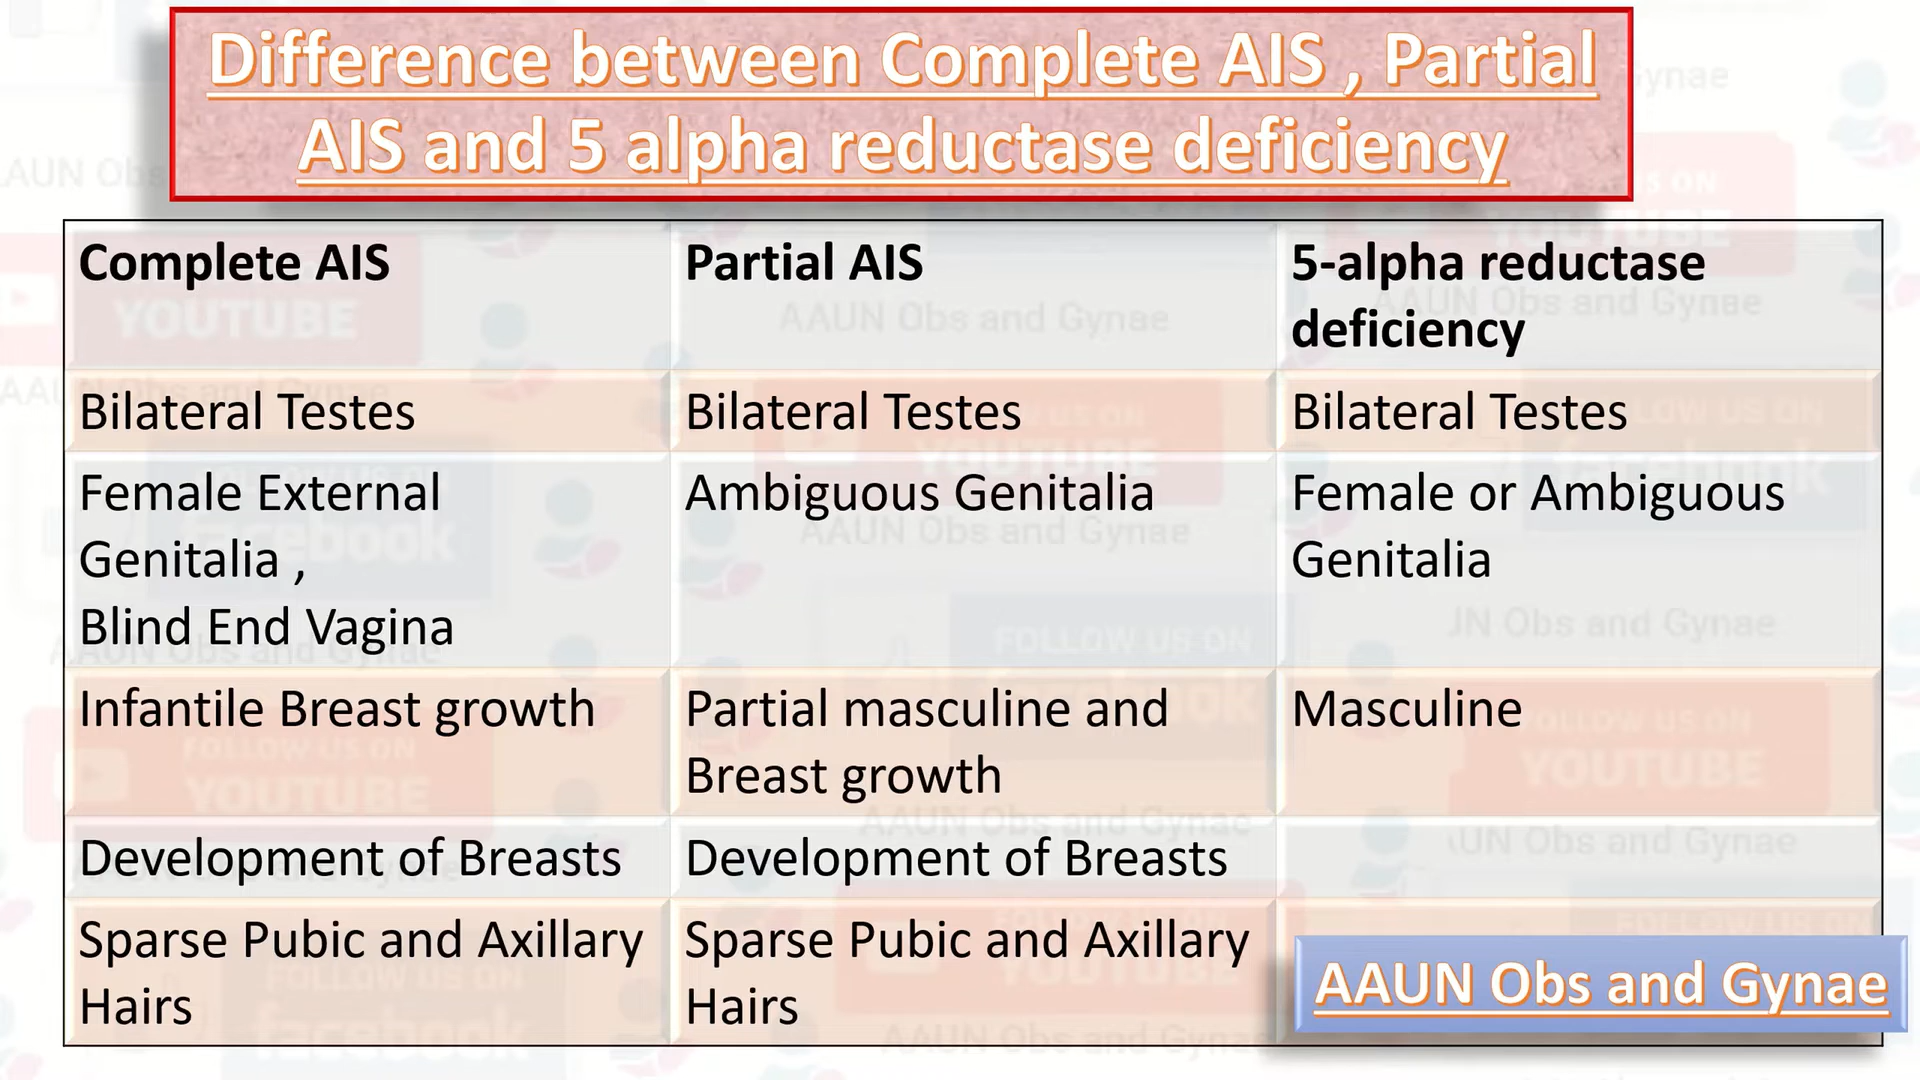 Difference between Complete AIS , Partial
AIS and 5 alpha reductase deficiency
Complete AIS
Partial AIS
5-alpha reductase
deficiency
Bilateral Testes
Bilateral Testes
Bilateral Testes
Female External
Genitalia ,
Blind End Vagina
Ambiguous Genitalia
Female or Ambiguous
Genitalia
Infantile Breast growth
Partial masculine and
Breast growth
Masculine
Development of Breasts
Development of Breasts
Sparse Pubic and Axillary
Hairs
Sparse Pubic and Axillary
Hairs
AAUN Obs and Gynae